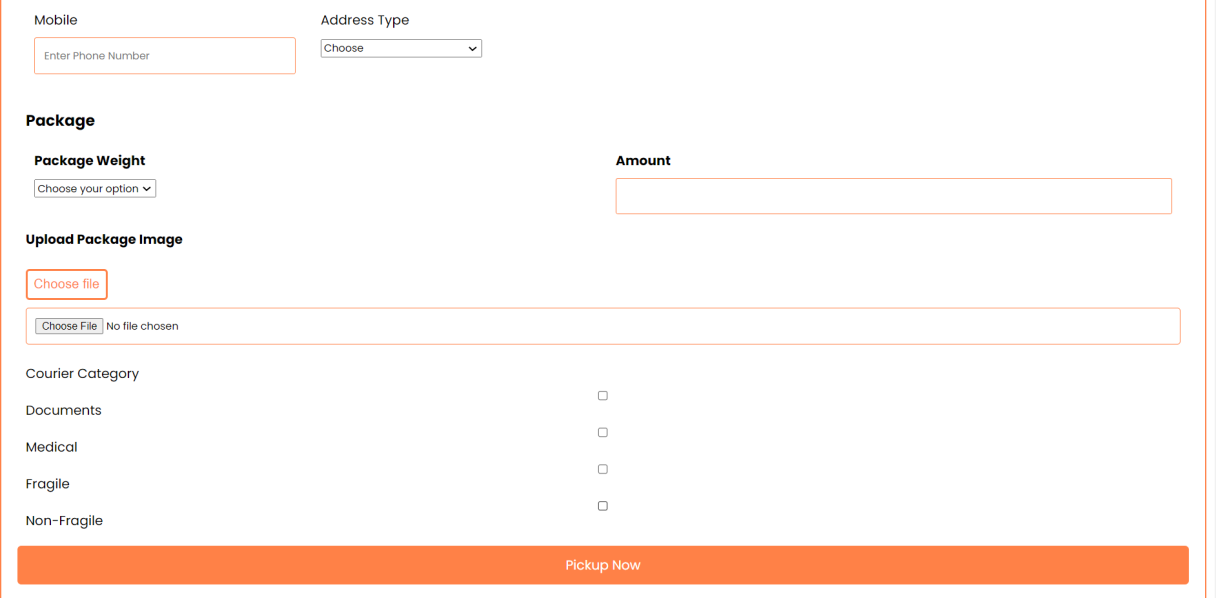 Mobile
Address Type
Enter Phone Number
Choose
Package
Package Weight
Amount
Choose your option
Upload Package Image
Choose file
Choose File No file chosen
Courier Category
Documents
Medical
Fragile
Non-Fragile
Pickup Now